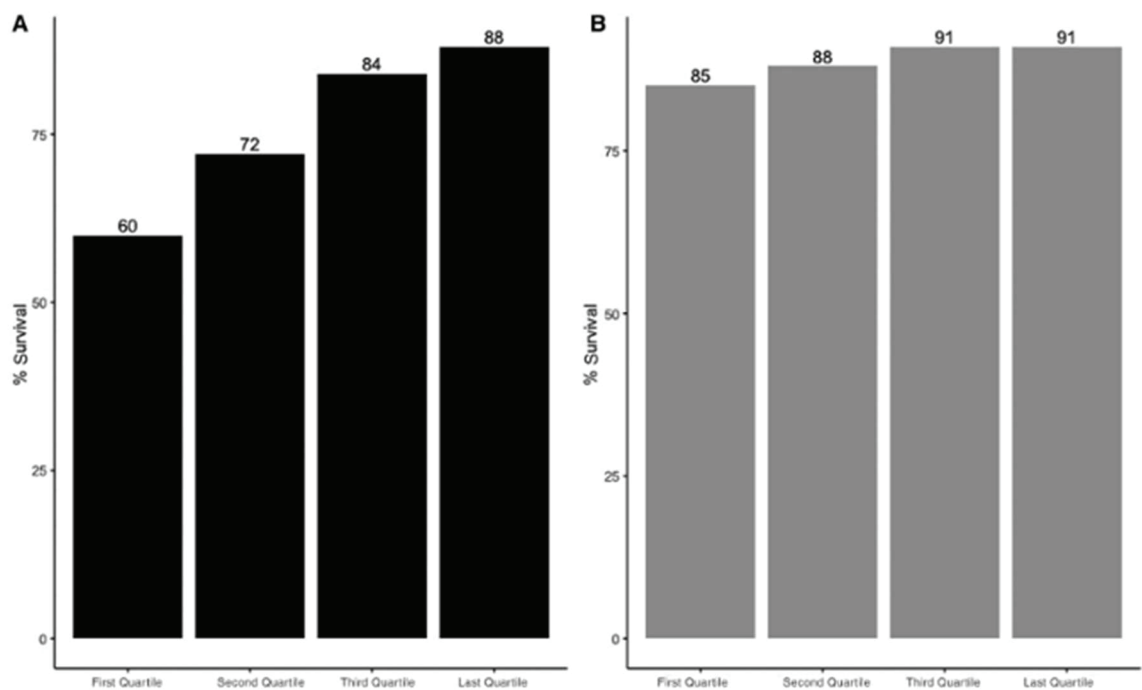 A
88
84
72
60
75
50
25
0
% Survival
First Quartile
Second Quartile
Third Quartile
Last Quartile
B
91
91
88
85
75
50
25
0
% Survival
First Quartile
Second Quartile
Third Quartile
Last Quartile